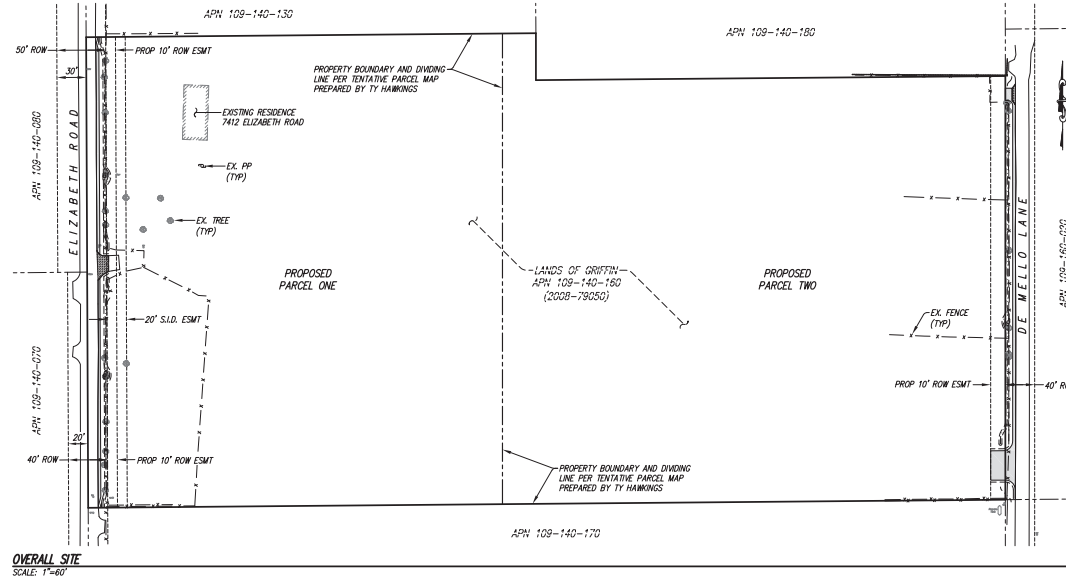 APN 109-140-130
APN 109-140-180
50' ROW
PROP 10' ROW ESMT
PROPERTY BOUNDARY AND DIVIDING
LINE PER TENTATIVE PARCEL MAP
PREPARED BY TY HAWKINGS
30'
EXISTING RESIDENCE
7412 ELIZABETH ROAD
APN 109-140-080
ELIZABETH ROAD
EX. PP
(TYP)
EX. TREE
(TYP)
PROPOSED
PARCEL ONE
LANDS OF GRIFFIN
APN 109-140-160
(2008-79050)
PROPOSED
PARCEL TWO
DE MELLO LANE
APN 109-160-020
20' S.I.D. ESMT
EX. FENCE
(TYP)
APN 109-140-070
PROP 10' ROW ESMT
40' R
20'
40' ROW
PROP 10' ROW ESMT
PROPERTY BOUNDARY AND DIVIDING
LINE PER TENTATIVE PARCEL MAP
PREPARED BY TY HAWKINGS
APN 109-140-170
OVERALL SITE
SCALE: 1"=60'